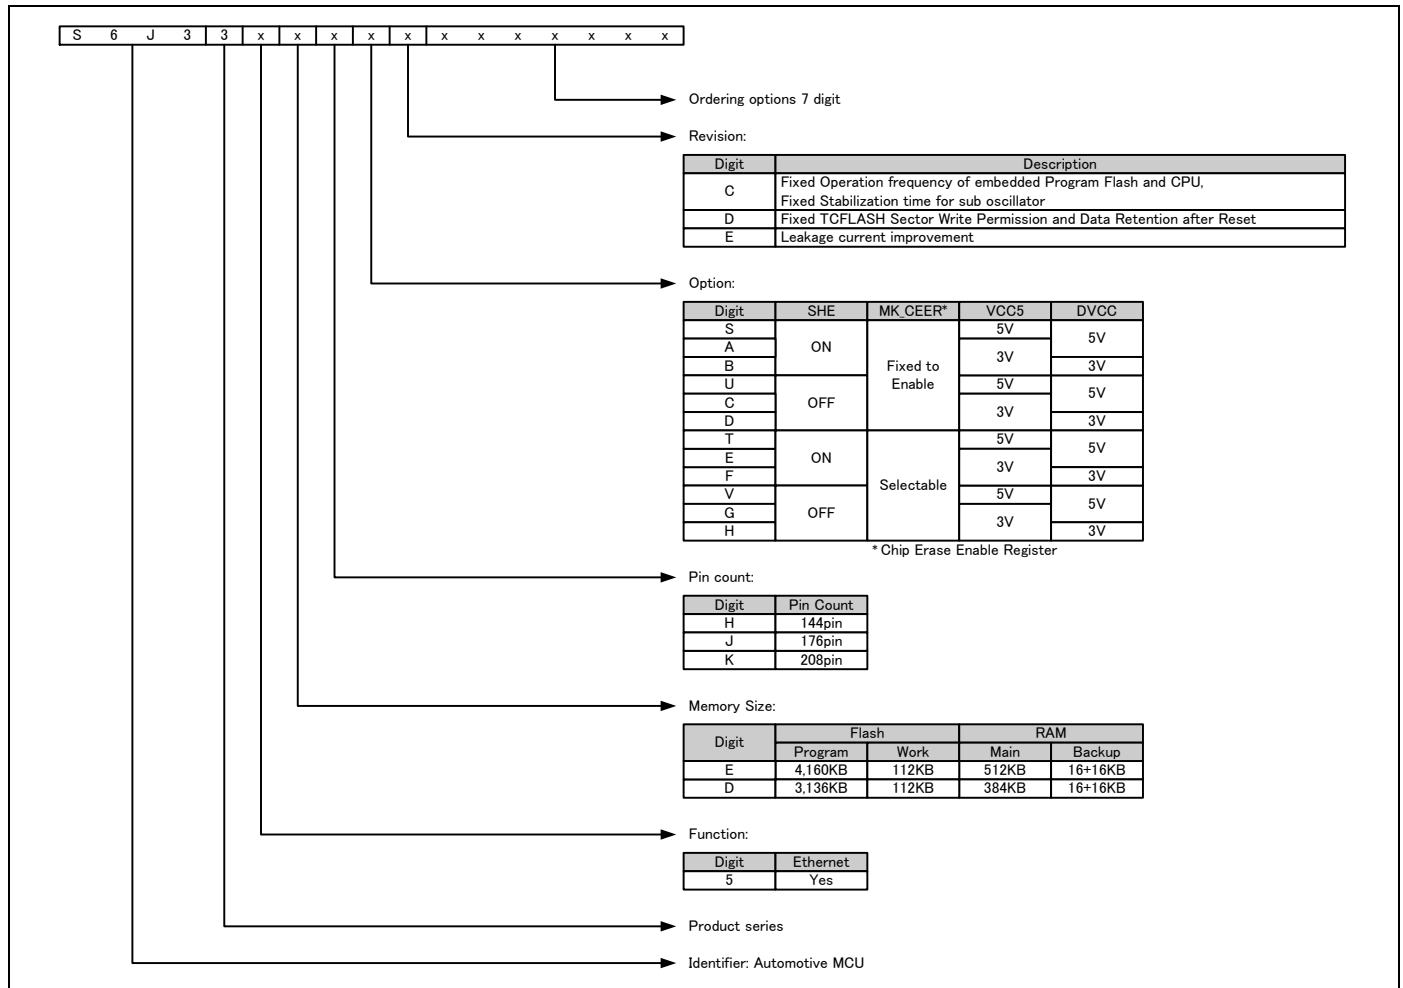 S 6 J 3 3 x x x x x x x x x x x x
Ordering options 7 digit
Revision:
Digit Description
C Fixed Operation frequency of embedded Program Flash and CPU,
Fixed Stabilization time for sub oscillator
D Fixed TCFLASH Sector Write Permission and Data Retention after Reset
E Leakage current improvement
Option:
Digit SHE MK_CEER* VCC5 DVCC
S ON Fixed to Enable 5V 5V
A 3V
B 3V
U OFF 5V 5V
C 3V
D 3V
T ON Selectable 5V 5V
E 3V
F 3V
V OFF 5V 5V
G 3V
H 3V
* Chip Erase Enable Register
Pin count:
Digit Pin Count
H 144pin
J 176pin
K 208pin
Memory Size:
Digit Flash RAM
Program Work Main Backup
E 4,160KB 112KB 512KB 16+16KB
D 3,136KB 112KB 384KB 16+16KB
Function:
Digit Ethernet
5 Yes
Product series
Identifier: Automotive MCU